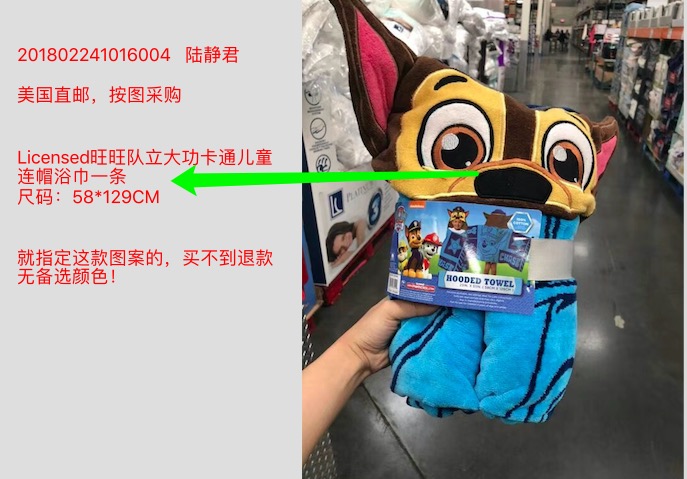 201802241016004 陆静君
美国直邮，按图采购
Licensed旺旺队立大功卡通儿童
连帽浴巾一条
尺码：58*129CM
就指定这款图案的，买不到退款
无备选颜色！
HOODED TOWEL